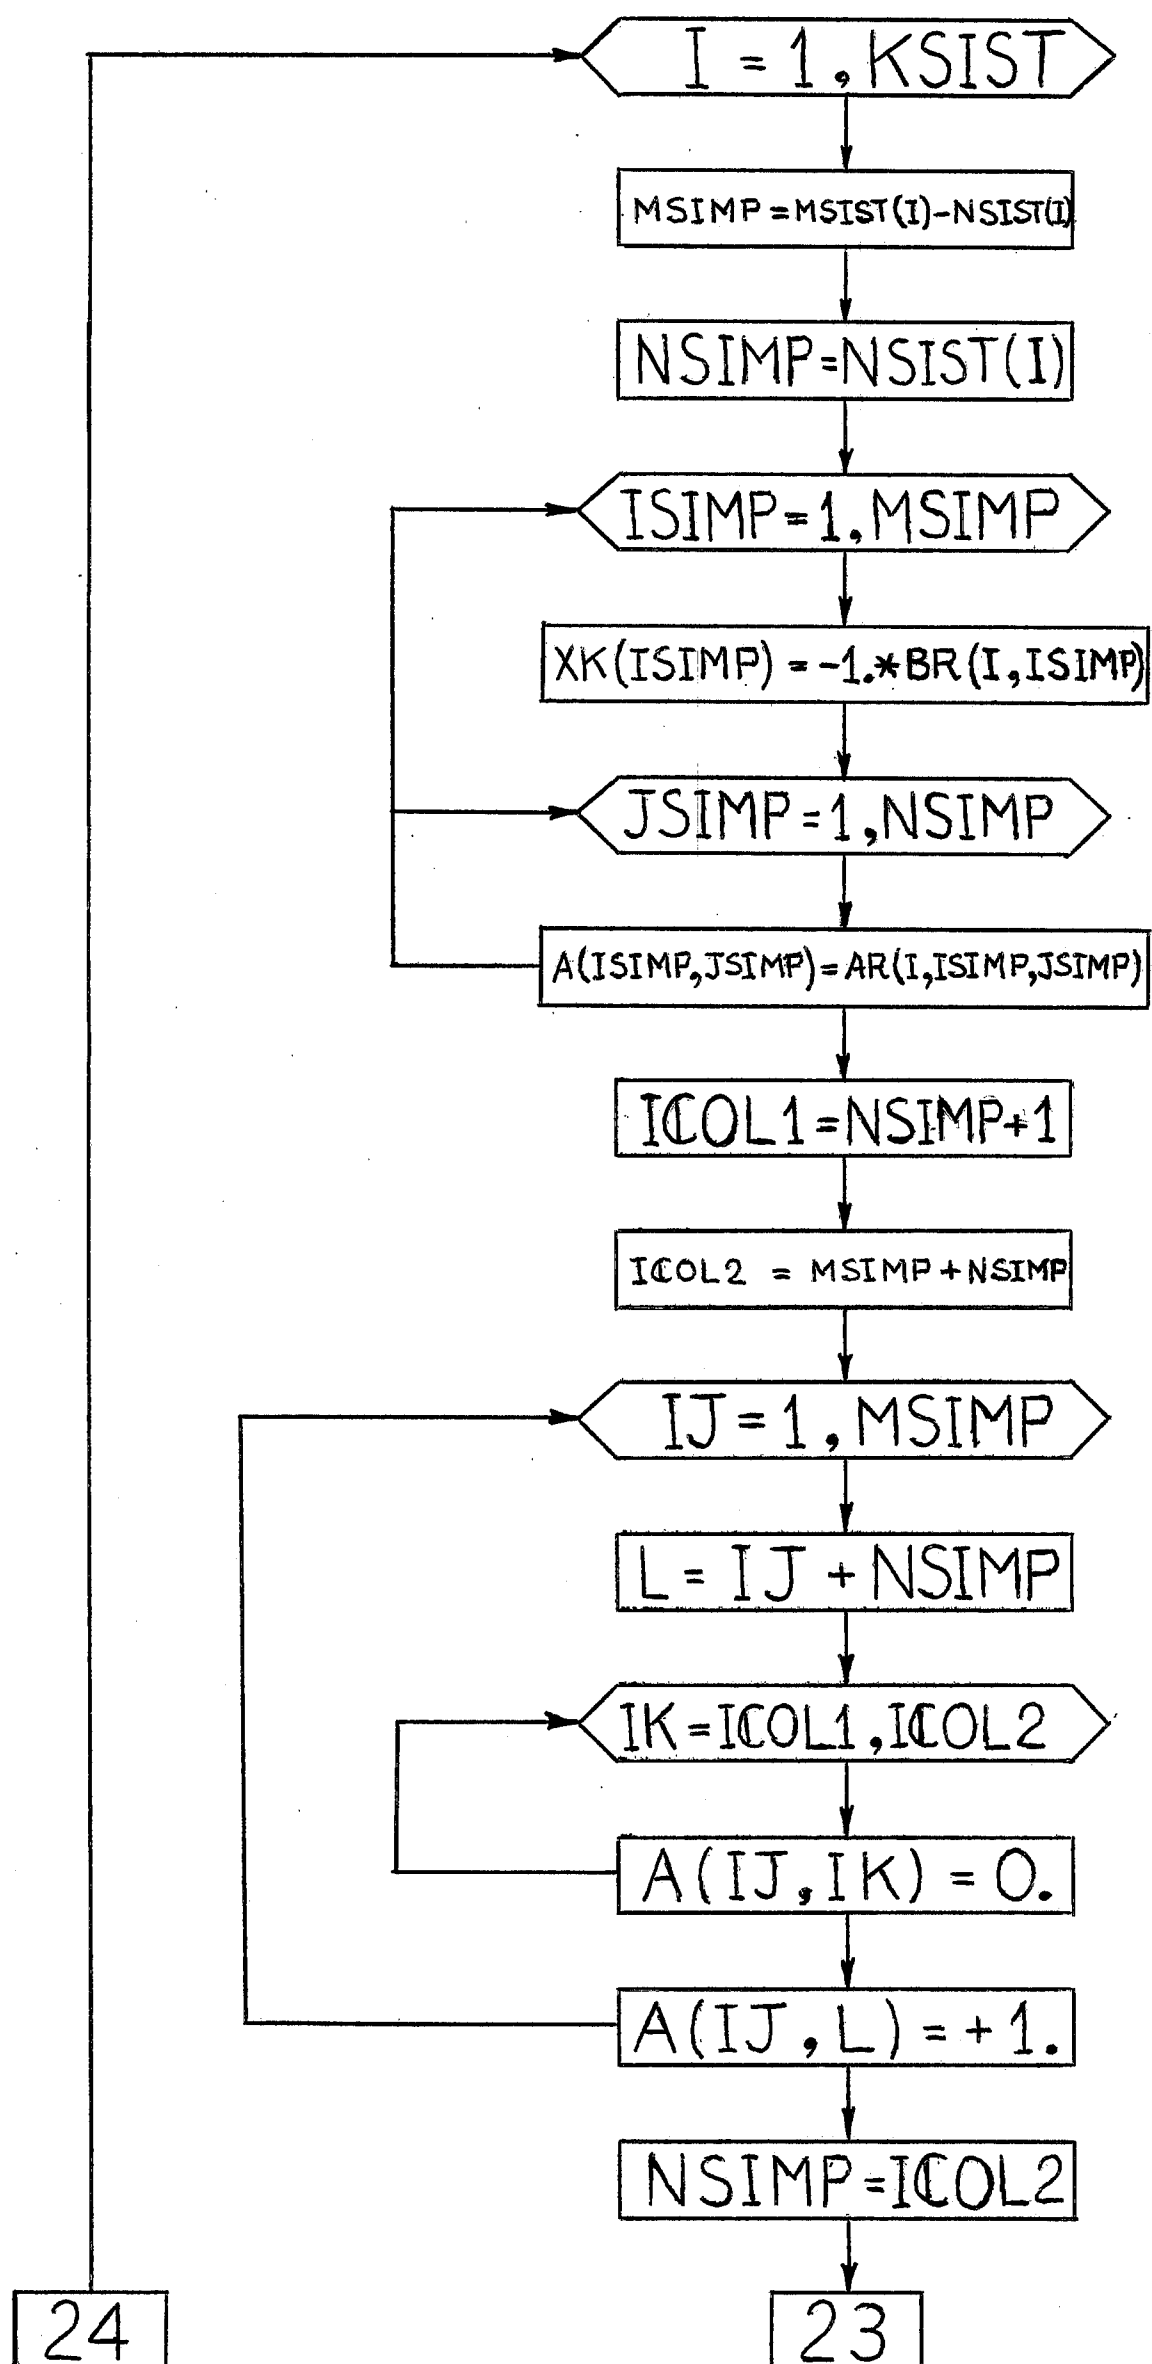 I = 1, KSIST
MSIMP = MSIST(I)-NSIST(I)
NSIMP=NSIST(I)
ISIMP=1, MSIMP
XK(ISIMP) = -1.*BR(I,ISIMP)
JSIMP=1,NSIMP
A(ISIMP,JSIMP)=AR(I,ISIMP,JSIMP)
ICOL1=NSIMP+1
ICOL2 = MSIMP+NSIMP
IJ=1, MSIMP
L= IJ + NSIMP
IK=ICOL1,ICOL2
A(IJ,IK) = 0.
A(IJ, L) = +1.
NSIMP=ICOL2
24
23